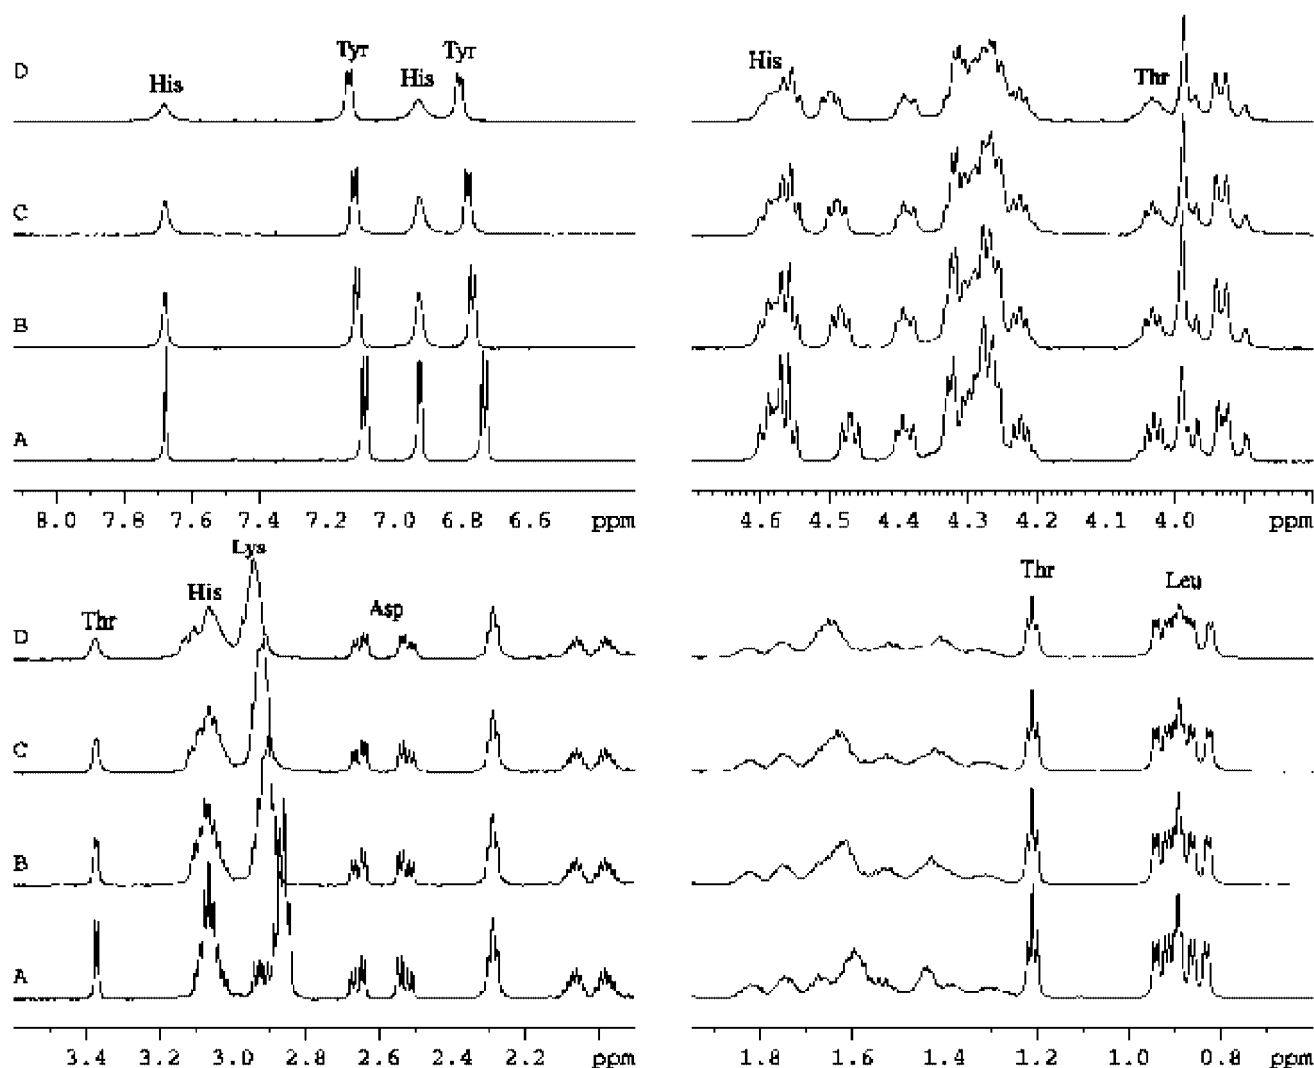 D
His
Tyr
His
Tyr
C
B
A
8.0 7.8 7.6 7.4 7.2 7.0 6.8 6.6 ppm
His
Thr
4.6 4.5 4.4 4.3 4.2 4.1 4.0 ppm
Lys
D
Thr
His
Asp
C
B
A
3.4 3.2 3.0 2.8 2.6 2.4 2.2 ppm
Thr
Leu
1.8 1.6 1.4 1.2 1.0 0.8 ppm